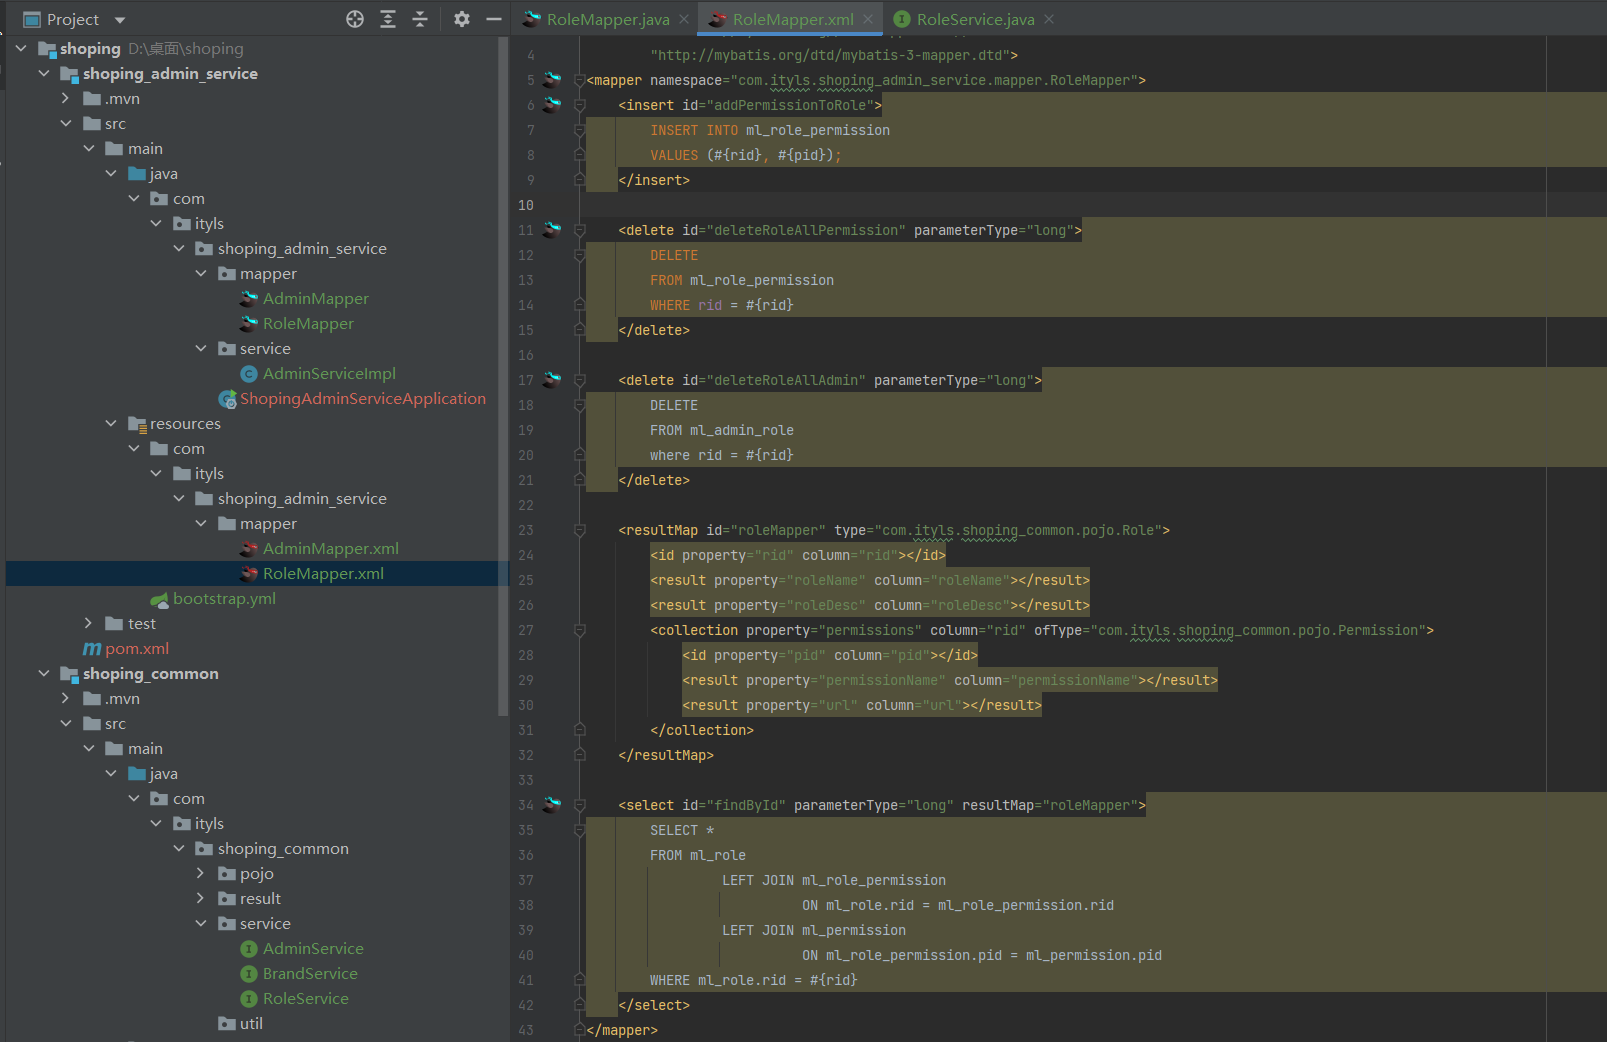 Project
shoping D:\桌面\shoping
shoping_admin_service
.mvn
src
main
java
com
ityls
shoping_admin_service
mapper
AdminMapper
RoleMapper
service
AdminServiceImpl
ShopingAdminServiceApplication
resources
com
ityls
shoping_admin_service
mapper
AdminMapper.xml
RoleMapper.xml
bootstrap.yml
test
pom.xml
shoping_common
.mvn
src
main
java
com
ityls
shoping_common
pojo
result
service
AdminService
BrandService
RoleService
util
RoleMapper.java RoleMapper.xml RoleService.java
4 "http://mybatis.org/dtd/mybatis-3-mapper.dtd">
5 <mapper namespace="com.ityls.shoping_admin_service.mapper.RoleMapper">
6 <insert id="addPermissionToRole">
7 INSERT INTO ml_role_permission
8 VALUES (#{rid}, #{pid});
9 </insert>
10
11 <delete id="deleteRoleAllPermission" parameterType="long">
12 DELETE
13 FROM ml_role_permission
14 WHERE rid = #{rid}
15 </delete>
16
17 <delete id="deleteRoleAllAdmin" parameterType="long">
18 DELETE
19 FROM ml_admin_role
20 where rid = #{rid}
21 </delete>
22
23 <resultMap id="roleMapper" type="com.ityls.shoping_common.pojo.Role">
24 <id property="rid" column="rid"></id>
25 <result property="roleName" column="roleName"></result>
26 <result property="roleDesc" column="roleDesc"></result>
27 <collection property="permissions" column="rid" ofType="com.ityls.shoping_common.pojo.Permission">
28 <id property="pid" column="pid"></id>
29 <result property="permissionName" column="permissionName"></result>
30 <result property="url" column="url"></result>
31 </collection>
32 </resultMap>
33
34 <select id="findById" parameterType="long" resultMap="roleMapper">
35 SELECT *
36 FROM ml_role
37 LEFT JOIN ml_role_permission
38 ON ml_role.rid = ml_role_permission.rid
39 LEFT JOIN ml_permission
40 ON ml_role_permission.pid = ml_permission.pid
41 WHERE ml_role.rid = #{rid}
42 </select>
43 </mapper>